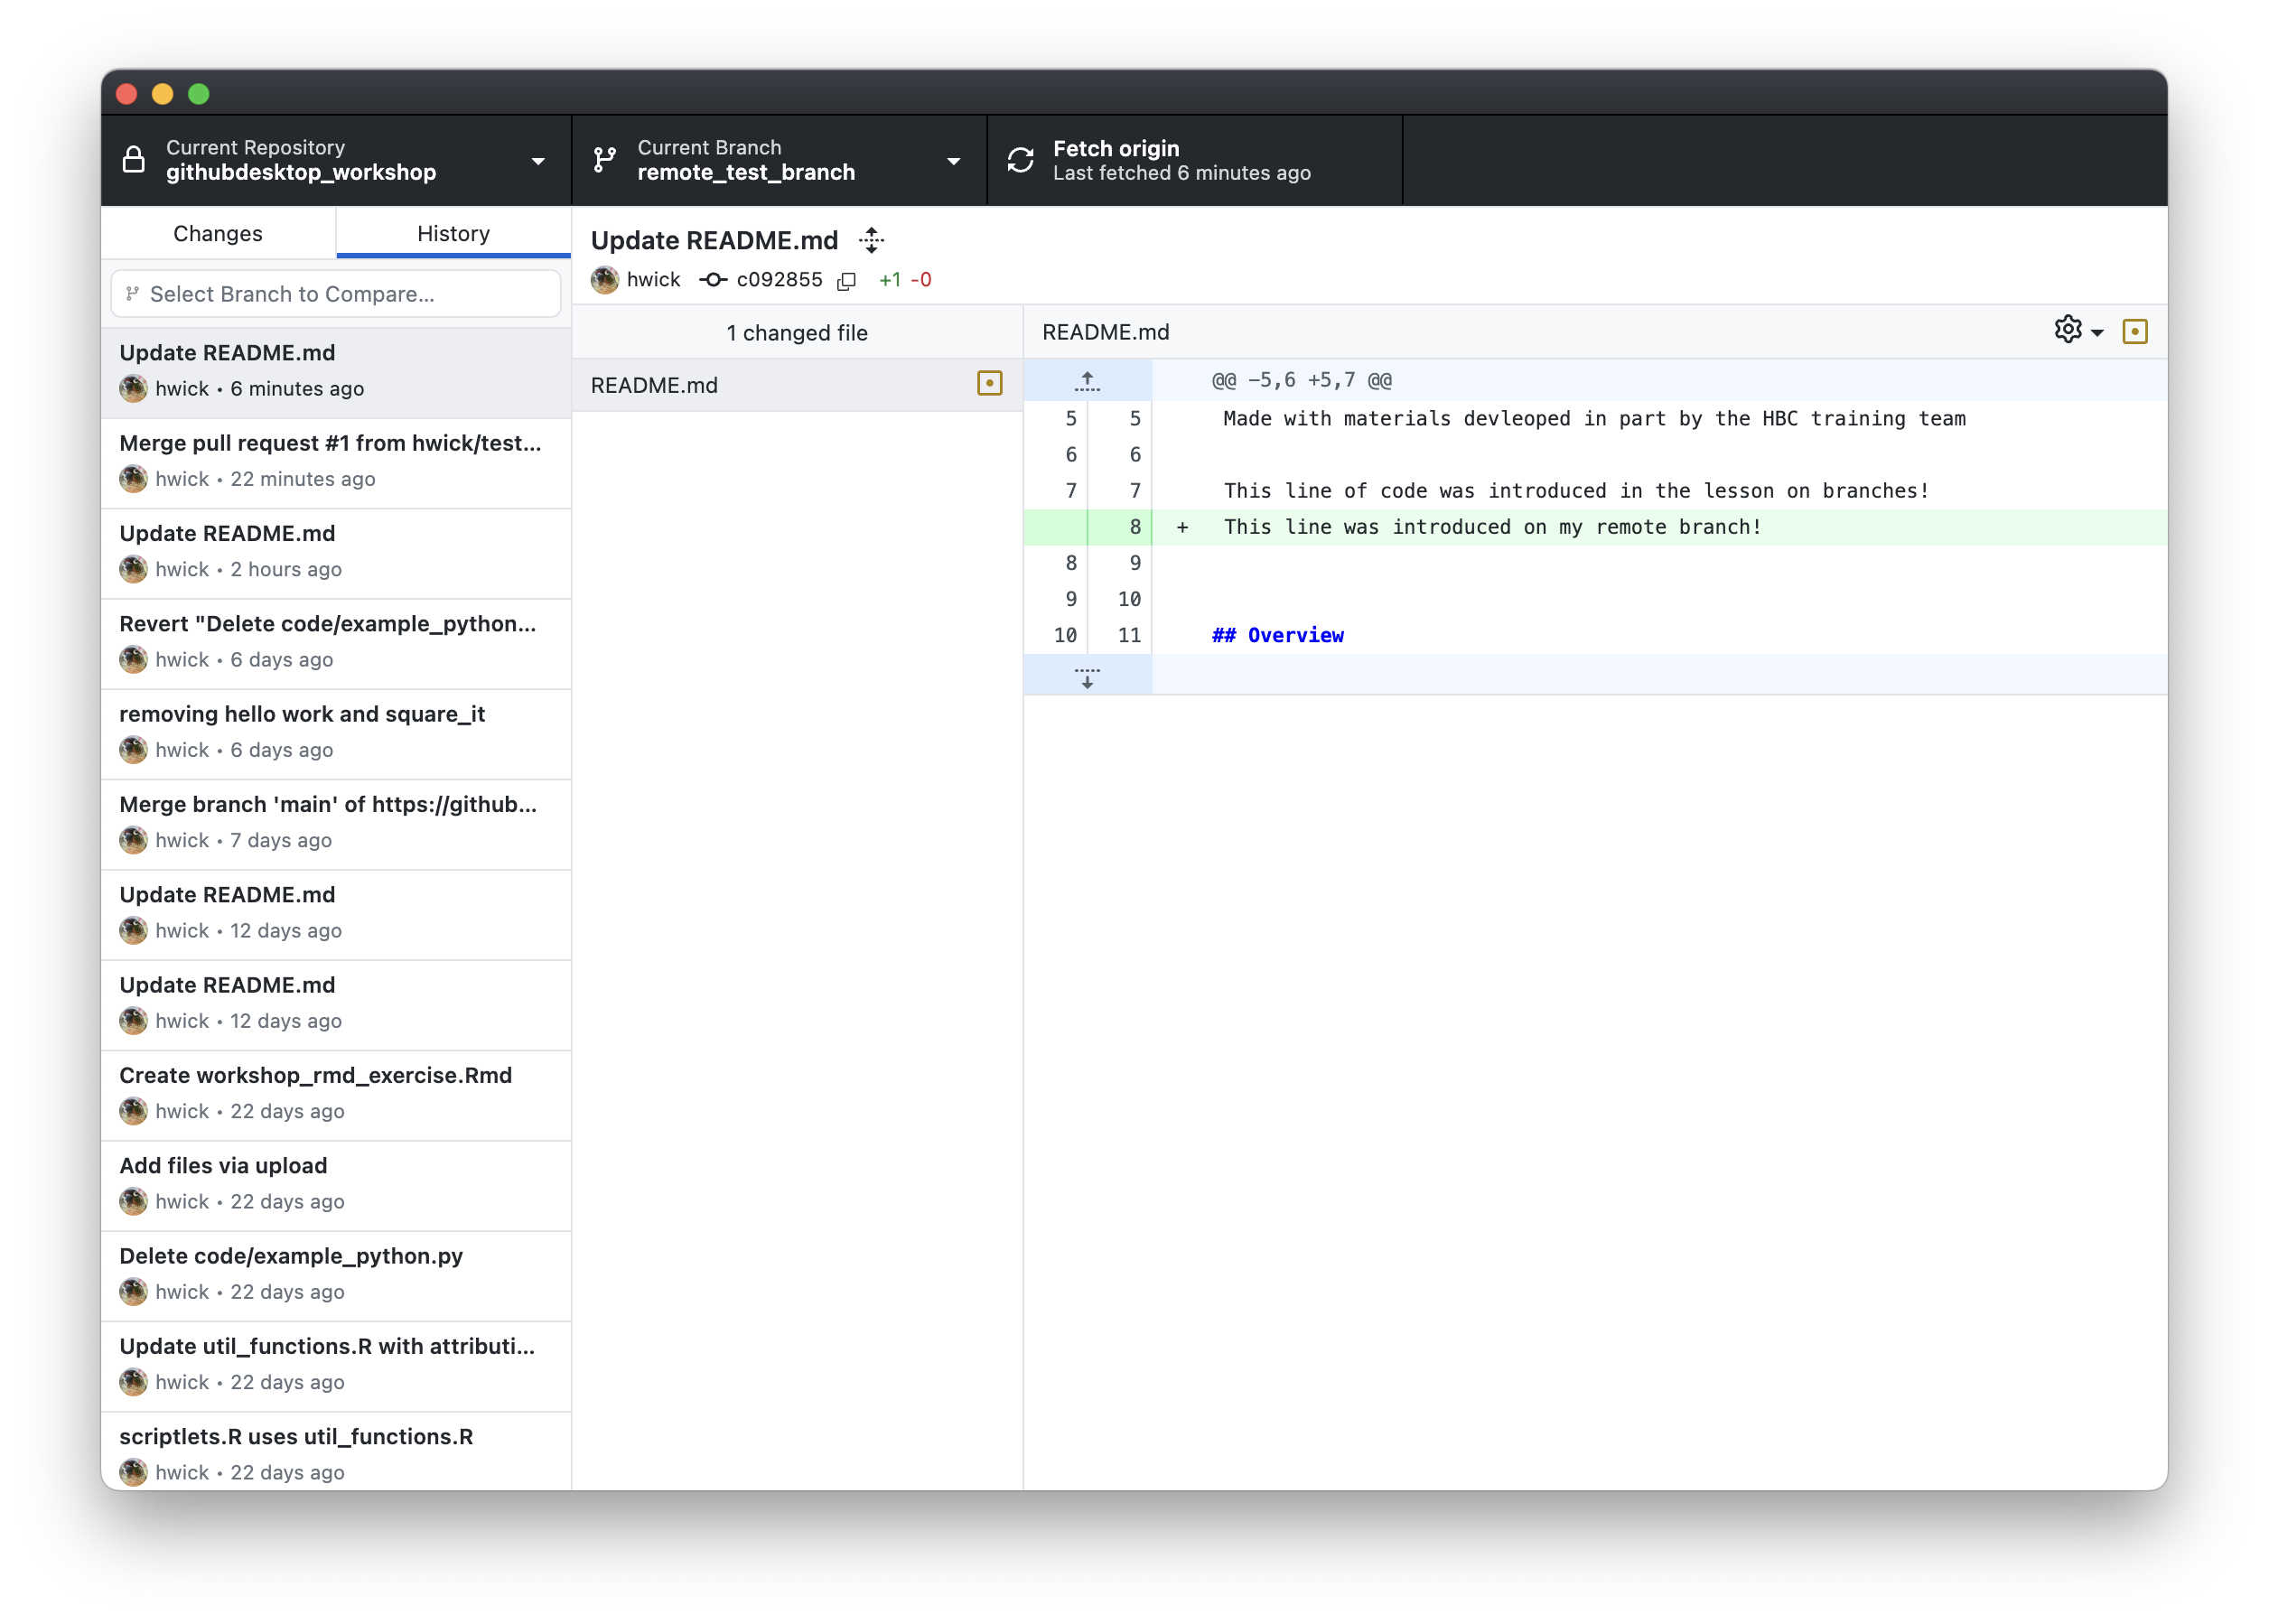 Current Repository
githubdesktop_workshop
Current Branch
remote_test_branch
Fetch origin
Last fetched 6 minutes ago
Changes
History
Select Branch to Compare...
Update README.md
hwick • 6 minutes ago
Merge pull request #1 from hwick/test...
hwick • 22 minutes ago
Update README.md
hwick • 2 hours ago
Revert "Delete code/example_python...
hwick • 6 days ago
removing hello work and square_it
hwick • 6 days ago
Merge branch 'main' of https://github...
hwick • 7 days ago
Update README.md
hwick • 12 days ago
Update README.md
hwick • 12 days ago
Create workshop_rmd_exercise.Rmd
hwick • 22 days ago
Add files via upload
hwick • 22 days ago
Delete code/example_python.py
hwick • 22 days ago
Update util_functions.R with attributi...
hwick • 22 days ago
scriptlets.R uses util_functions.R
hwick • 22 days ago
Update README.md
hwick c092855 +1 -0
1 changed file
README.md
README.md
@@ -5,6 +5,7 @@
5 5 Made with materials devleoped in part by the HBC training team
6 6
7 7 This line of code was introduced in the lesson on branches!
8 + This line was introduced on my remote branch!
8 9
9 10
10 11 ## Overview